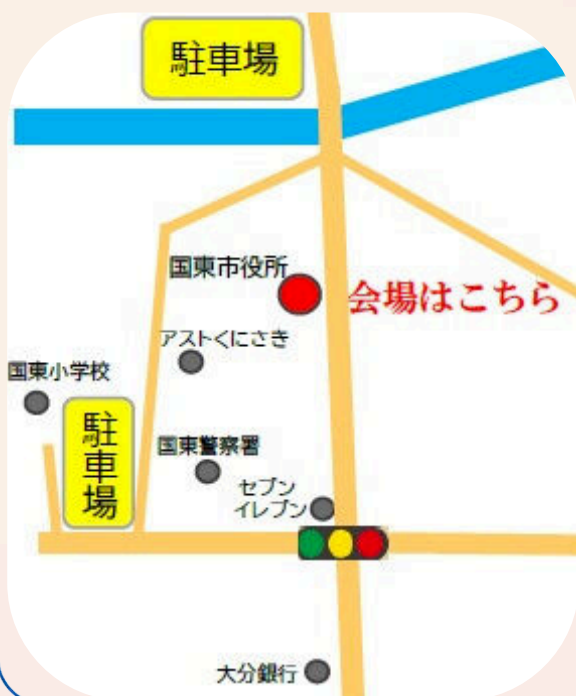 駐車場
国東市役所
会場はこちら
アストくにさき
国東小学校
駐車場
国東警察署
セブン
イレブン
大分銀行